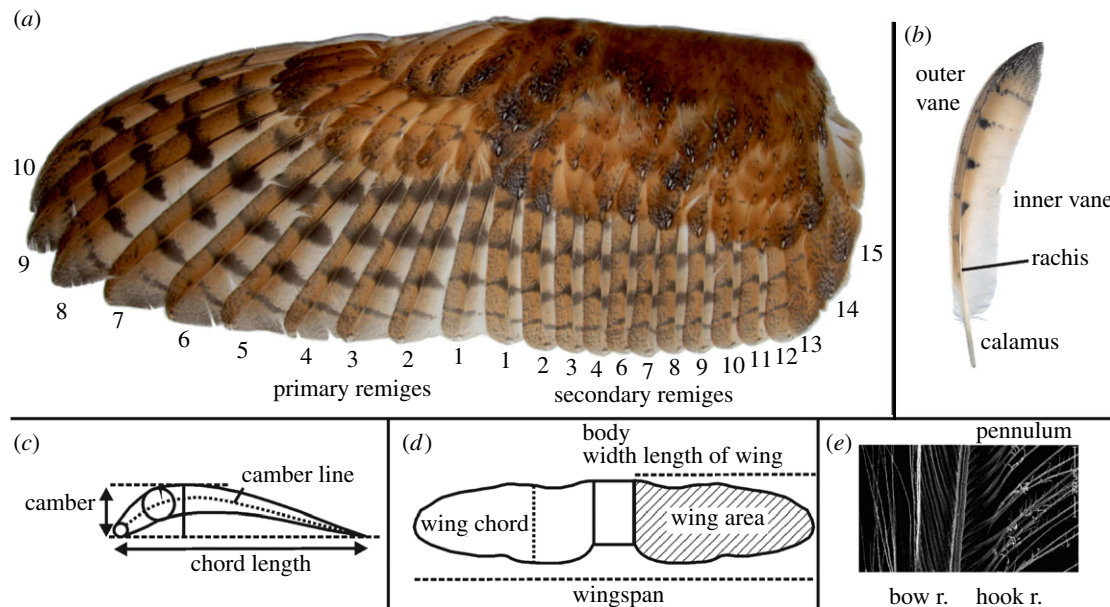 (a)
10
9
8
7
6
5
4
3
2
1
1
2
3
4
6
7
8
9
10
11
12
13
14
15
primary remiges
secondary remiges
(b)
outer
vane
inner vane
rachis
calamus
(c)
camber
camber line
chord length
(d)
body
width length of wing
wing chord
wing area
wingspan
(e)
pennulum
bow r.
hook r.